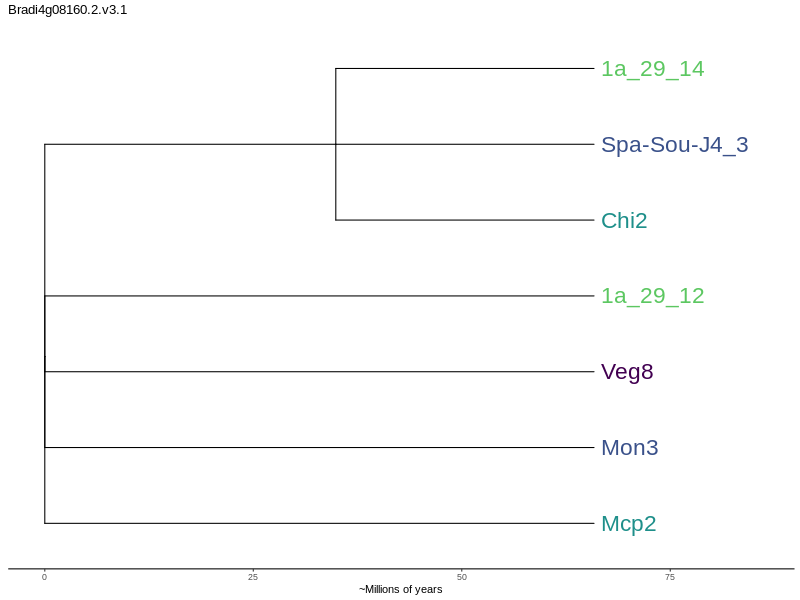 Bradi4g08160.2.v3.1
1a_29_14
Spa-Sou-J4_3
Chi2
1a_29_12
Veg8
Mon3
Mcp2
0 25 50 75
~Millions of years